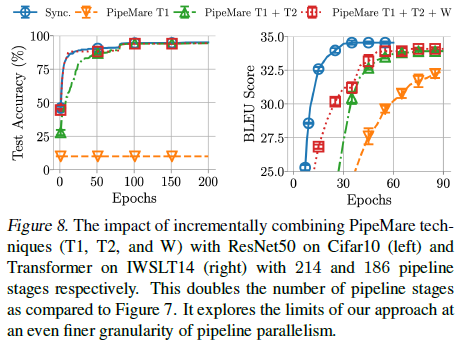 Sync. PipeMare T1 PipeMare T1 + T2 PipeMare T1 + T2 + W
Test Accuracy (%)
100
75
50
25
0
0 50 100 150 200
Epochs
BLEU Score
35.0
32.5
30.0
27.5
25.0
0 30 60 90
Epochs
Figure 8. The impact of incrementally combining PipeMare tech-
niques (T1, T2, and W) with ResNet50 on Cifar10 (left) and
Transformer on IWSLT14 (right) with 214 and 186 pipeline
stages respectively. This doubles the number of pipeline stages
as compared to Figure 7. It explores the limits of our approach at
an even finer granularity of pipeline parallelism.